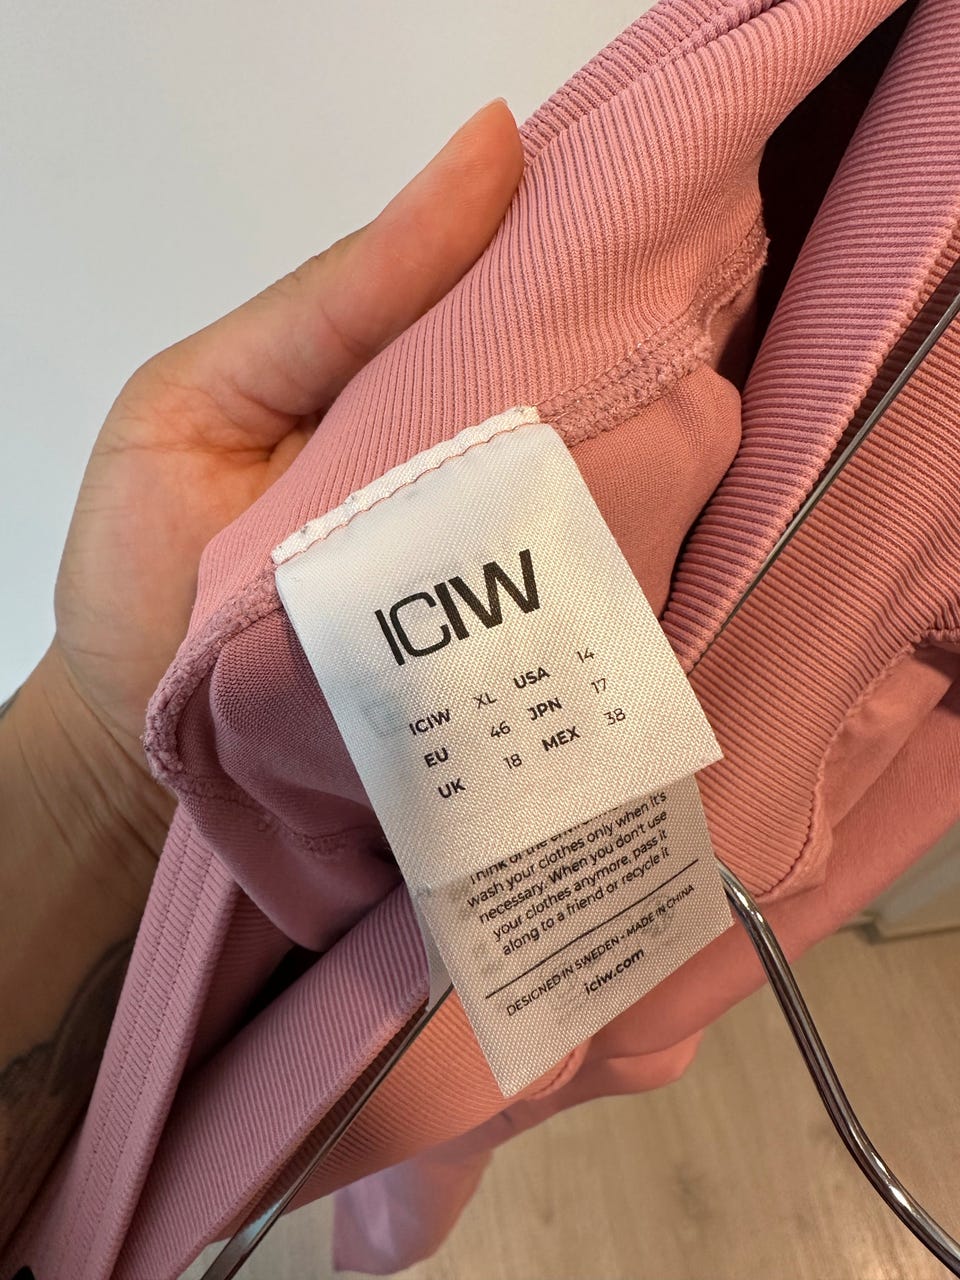 ICIW
ICIW XL USA 14
EU 46 JPN 17
UK 18 MEX 38
Think of the
wash your clothes only when it's
necessary. When you don't use
your clothes anymore, pass it
along to a friend or recycle it
DESIGNED IN SWEDEN - MADE IN CHINA
iciw.com